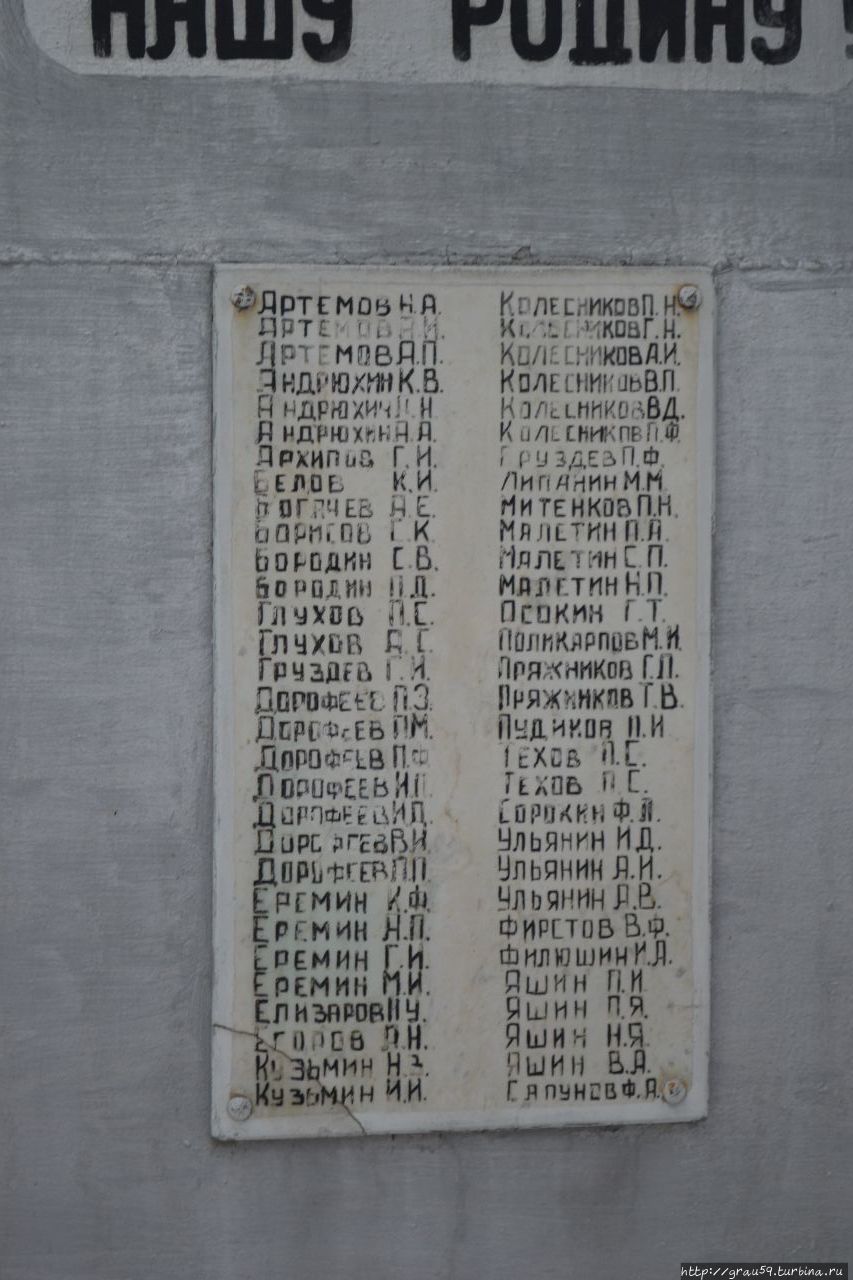 НАШУ РОДИНУ!
АРТЕМОВ Н.А.
АРТЕМОВ
АРТЕМОВ А.П.
АНДРЮХИН К.В.
АНДРЮХИН
АНДРЮХИН А.А.
АРХИПОВ Г.И.
БЕЛОВ К.И.
БОГАЧЕВ А.Е.
БОРИСОВ С.К.
БОРОДИН С.В.
БОРОДИН П.Д.
ГЛУХОВ П.С.
ГЛУХОВ А.С.
ГРУЗДЕВ Г.И.
ДОРОФЕЕВ П.З.
ДОРОФЕЕВ П.М.
ДОРОФЕЕВ П.Ф.
ДОРОФЕЕВ И.П.
ДОРОФЕЕВ И.Д.
ДОРОФЕЕВ В.И.
ДОРОФЕЕВ П.П.
ЕРЕМИН К.Ф.
ЕРЕМИН Н.П.
ЕРЕМИН Г.И.
ЕРЕМИН М.И.
ЕЛИЗАРОВ И.У.
ЕГОРОВ А.Н.
КУЗЬМИН Н.З.
КУЗЬМИН И.И.
КОЛЕСНИКОВ П.Н.
КОЛЕСНИКОВ Г.Н.
КОЛЕСНИКОВ А.И.
КОЛЕСНИКОВ В.П.
КОЛЕСНИКОВ В.Д.
КОЛЕСНИКОВ П.Ф.
ГРУЗДЕВ П.Ф.
ЛИПАНИН М.М.
МИТЕНКОВ П.Н.
МАЛЕТИН П.А.
МАЛЕТИН С.П.
МАЛЕТИН Н.П.
ОСОКИН Г.Т.
ПОЛИКАРПОВ М.И.
ПРЯЖНИКОВ Г.П.
ПРЯЖНИКОВ Г.В.
ПУДИКОВ П.И
ТЕХОВ П.С.
ТЕХОВ П.С.
СОРОКИН Ф.Л.
УЛЬЯНИН И.Д.
УЛЬЯНИН А.И.
УЛЬЯНИН А.В.
ФИРСТОВ В.Ф.
ФИЛЮШИН И.А.
ЯШИН П.И
ЯШИН П.Я.
ЯШИН Н.Я.
ЯШИН В.А.
САПУНОВ Ф.А.
http://grau59.turbina.ru